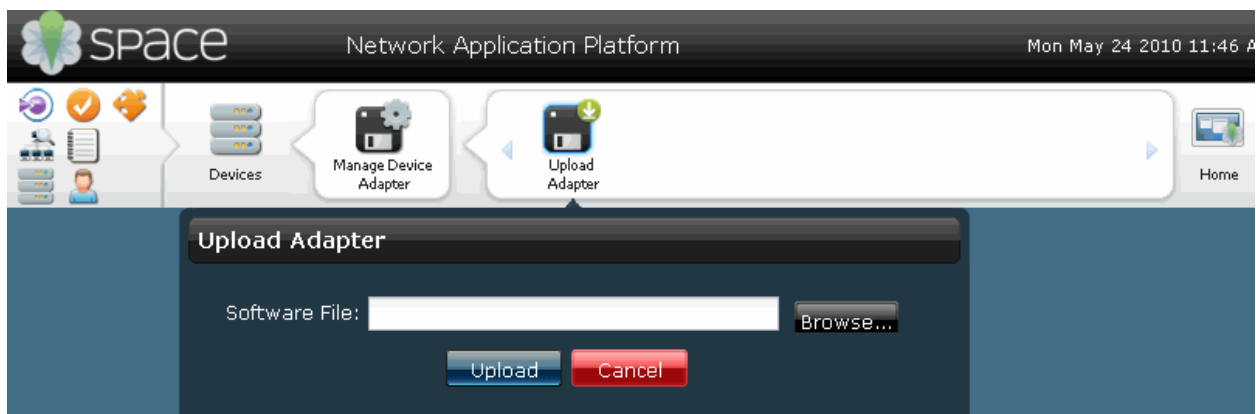 space Network Application Platform Mon May 24 2010 11:46 A
Devices
Manage Device
Adapter
Upload
Adapter
Home
Upload Adapter
Software File:
Browse...
Upload Cancel